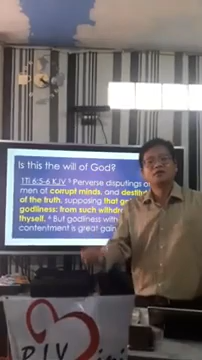 Is this the will of God?
1TI 6:5-6 KJV 5 Perverse disputings of
men of corrupt minds, and destitute
of the truth, supposing that
godliness: from such withdraw
thyself. 6 But godliness with
contentment is great gain